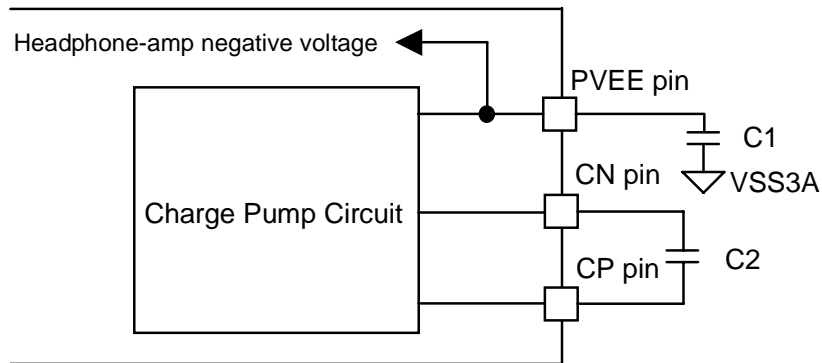 Headphone-amp negative voltage
PVEE pin
C1
CN pin
VSS3A
Charge Pump Circuit
CP pin
C2